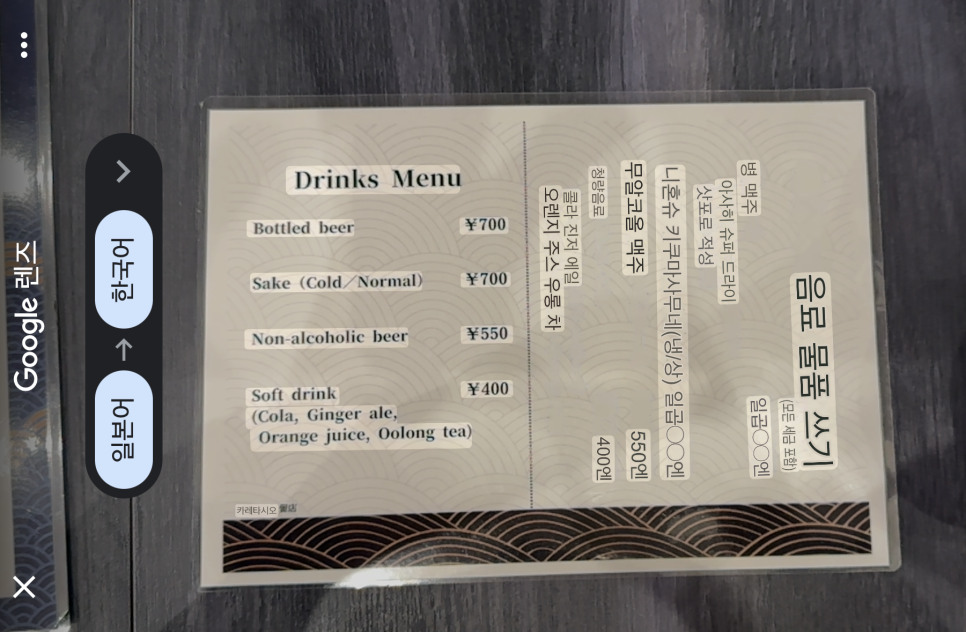 Google 렌즈
일본어 → 한국어
Drinks Menu
Bottled beer ¥700
Sake (Cold／Normal) ¥700
Non-alcoholic beer ¥550
Soft drink ¥400
(Cola, Ginger ale,
Orange juice, Oolong tea)
카레타시오
음료 물품 쓰기
(모든 세금 포함)
병 맥주 일곱〇〇엔
아사히 슈퍼 드라이
삿포로 적성
니혼슈 키쿠마사무네(냉/상) 일곱〇〇엔
무알코올 맥주 550엔
청량음료 400엔
콜라 진저 에일
오렌지 주스 우롱 차